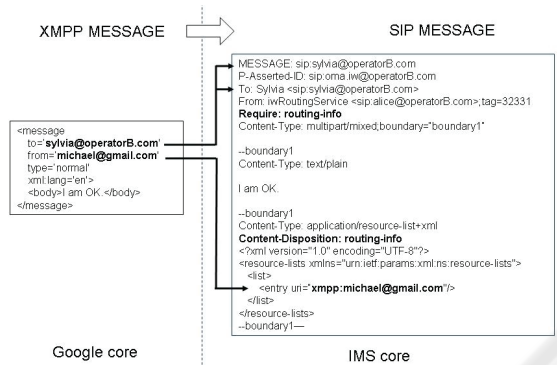 XMPP MESSAGE
SIP MESSAGE
<message
to='sylvia@operatorB.com'
from='michael@gmail.com'
type='normal'
xml:lang='en'>
<body>I am OK.</body>
</message>
MESSAGE: sip:sylvia@operatorB.com
P-Asserted-ID: sip:oma.iw@operatorB.com
To: Sylvia <sip:sylvia@operatorB.com>
From: iwRoutingService <sip:alice@operatorB.com>;tag=32331
Require: routing-info
Content-Type: multipart/mixed;boundary="boundary1"
--boundary1
Content-Type: text/plain
I am OK.
--boundary1
Content-Type: application/resource-list+xml
Content-Disposition: routing-info
<?xml version="1.0" encoding="UTF-8"?>
<resource-lists xmlns="urn:ietf:params:xml:ns:resource-lists">
<list>
<entry uri="xmpp:michael@gmail.com"/>
</list>
</resource-lists>
--boundary1—
Google core
IMS core